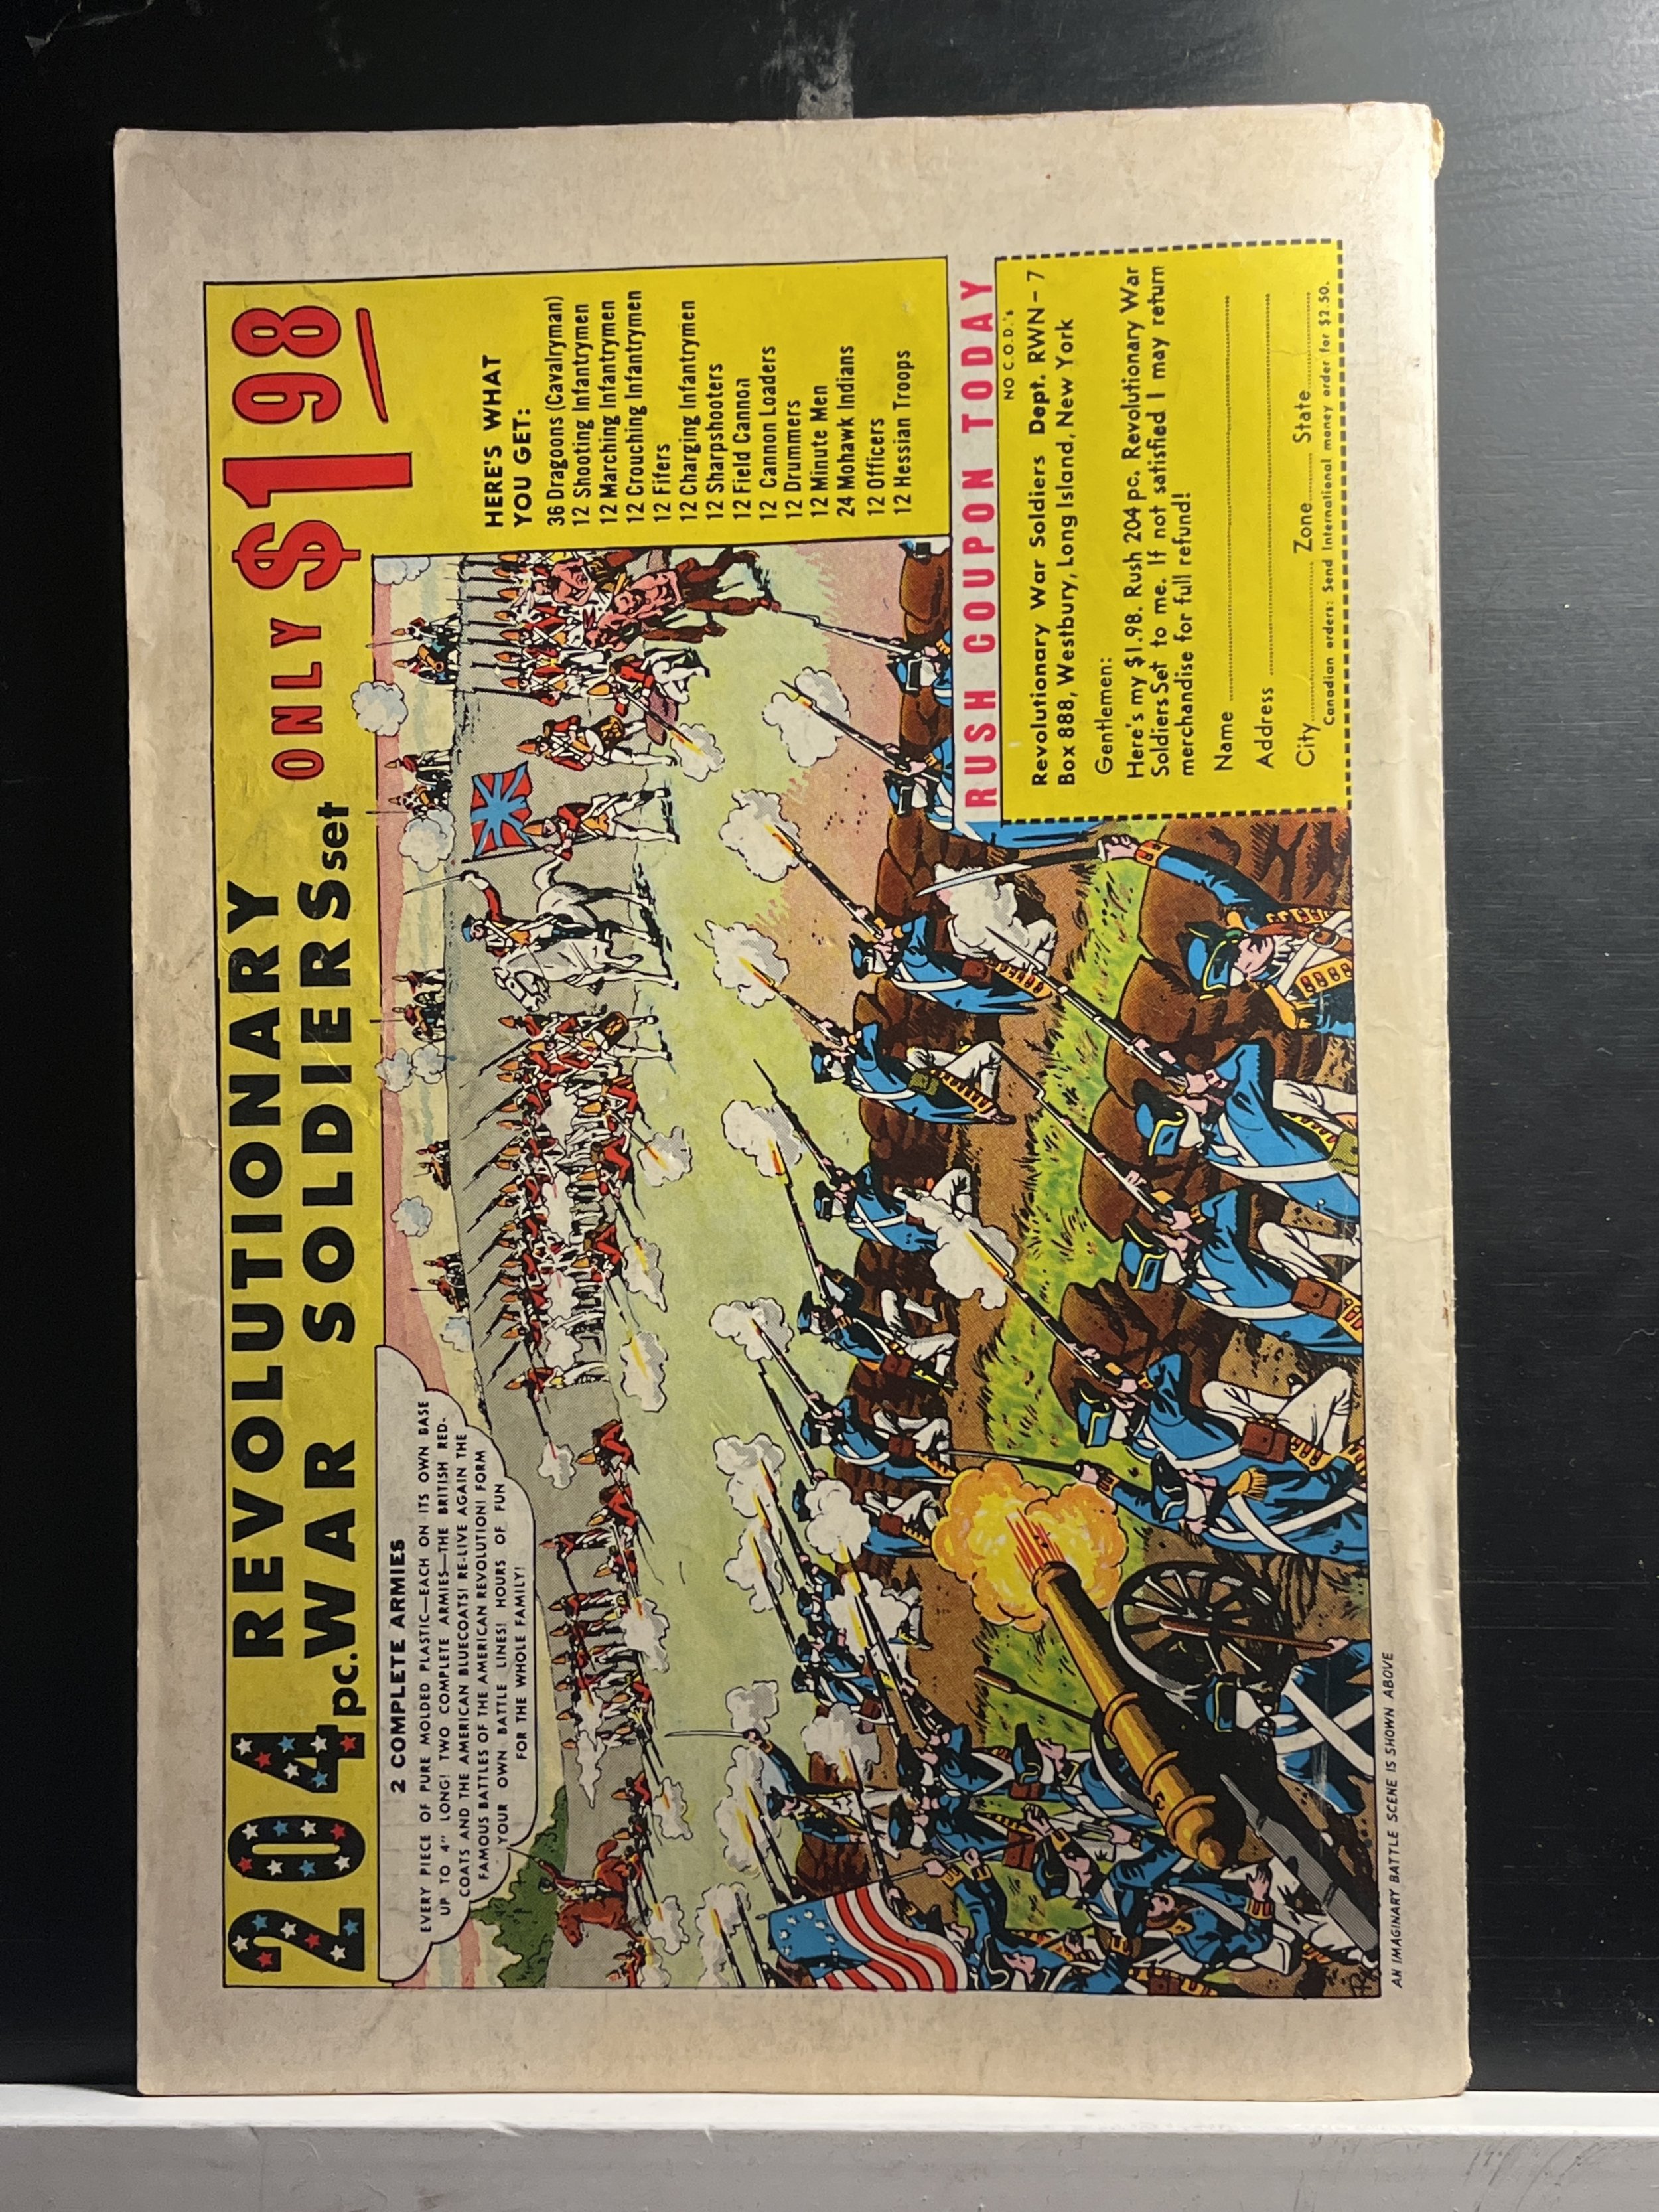 204 REVOLUTIONARY
pc. WAR SOLDIERS set ONLY $1 98
2 COMPLETE ARMIES
EVERY PIECE OF PURE MOLDED PLASTIC—EACH ON ITS OWN BASE
UP TO 4" LONG! TWO COMPLETE ARMIES—THE BRITISH RED-
COATS AND THE AMERICAN BLUECOATS! RE-LIVE AGAIN THE
FAMOUS BATTLES OF THE AMERICAN REVOLUTION! FORM
YOUR OWN BATTLE LINES! HOURS OF FUN
FOR THE WHOLE FAMILY!
HERE'S WHAT
YOU GET:
36 Dragoons (Cavalryman)
12 Shooting Infantrymen
12 Marching Infantrymen
12 Crouching Infantrymen
12 Fifers
12 Charging Infantrymen
12 Sharpshooters
12 Field Cannon
12 Cannon Loaders
12 Drummers
12 Minute Men
24 Mohawk Indians
12 Officers
12 Hessian Troops
RUSH COUPON TODAY
NO C.O.D.'s
Revolutionary War Soldiers Dept. RWN-7
Box 888, Westbury, Long Island, New York
Gentlemen:
Here's my $1.98. Rush 204 pc. Revolutionary War
Soldiers Set to me. If not satisfied I may return
merchandise for full refund!
Name
Address
City Zone State
Canadian orders: Send International money order for $2.50.
AN IMAGINARY BATTLE SCENE IS SHOWN ABOVE